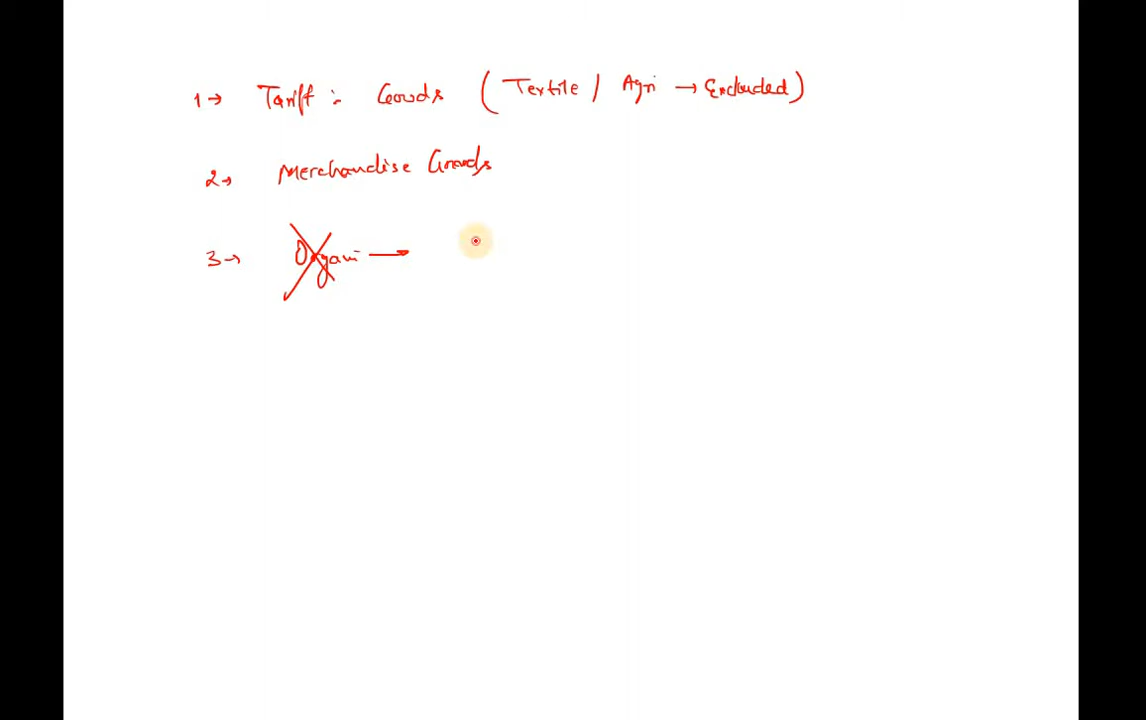 1→ Tariff :- Goods ( Textile / Agri → Excluded )
2→ Merchandise Goods
3→ Organi →